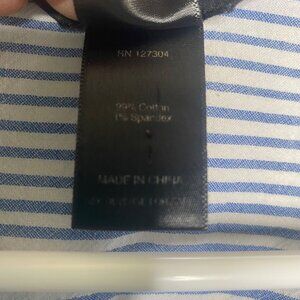 RN 127304
99% Cotton
1% Spandex
MADE IN CHINA